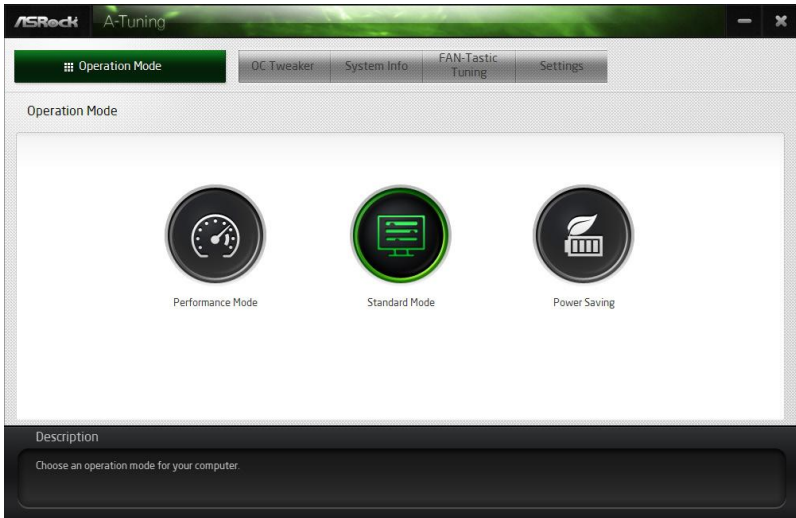 ASRock A-Tuning
Operation Mode OC Tweaker System Info FAN-Tastic Tuning Settings
Operation Mode
Performance Mode Standard Mode Power Saving
Description
Choose an operation mode for your computer.